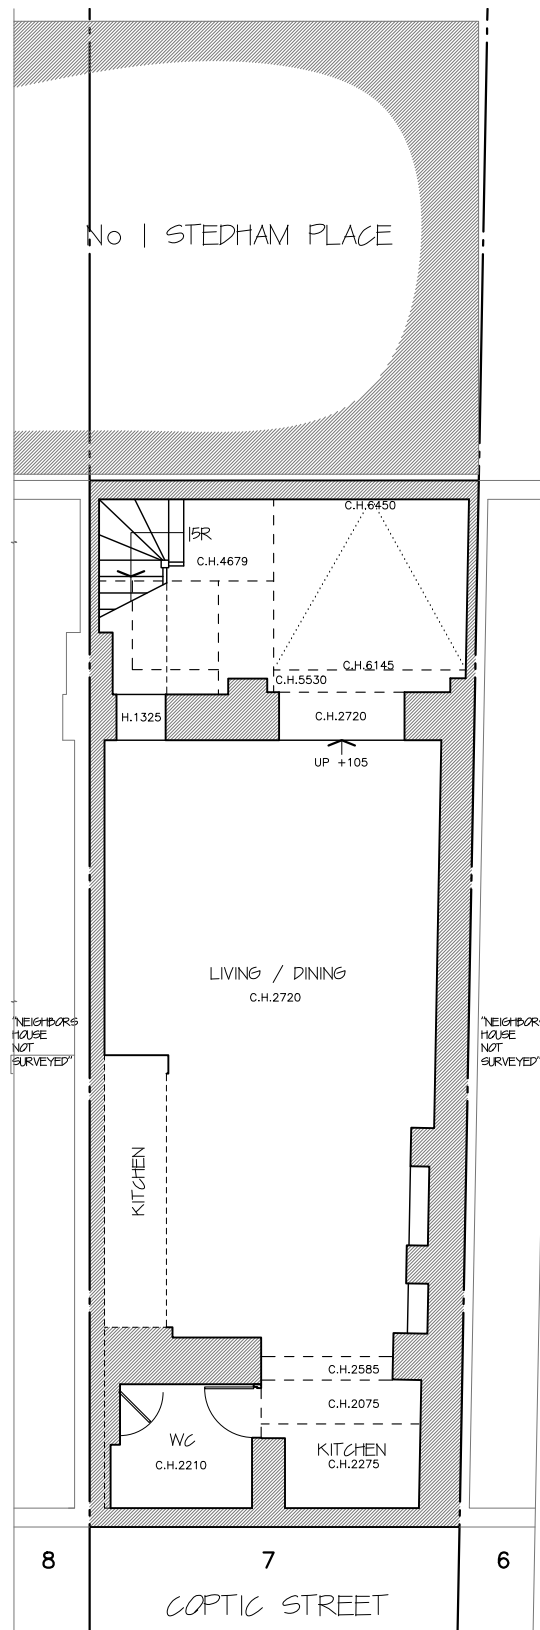 No 1 STEDHAM PLACE
C.H.6450
15R
C.H.4679
C.H.6145
C.H.5530
H.1325
C.H.2720
UP +105
LIVING / DINING
C.H.2720
"NEIGHBORS
HOUSE
NOT
SURVEYED"
"NEIGHBORS
HOUSE
NOT
SURVEYED"
KITCHEN
C.H.2585
C.H.2075
WC
C.H.2210
KITCHEN
C.H.2275
8
7
6
COPTIC STREET